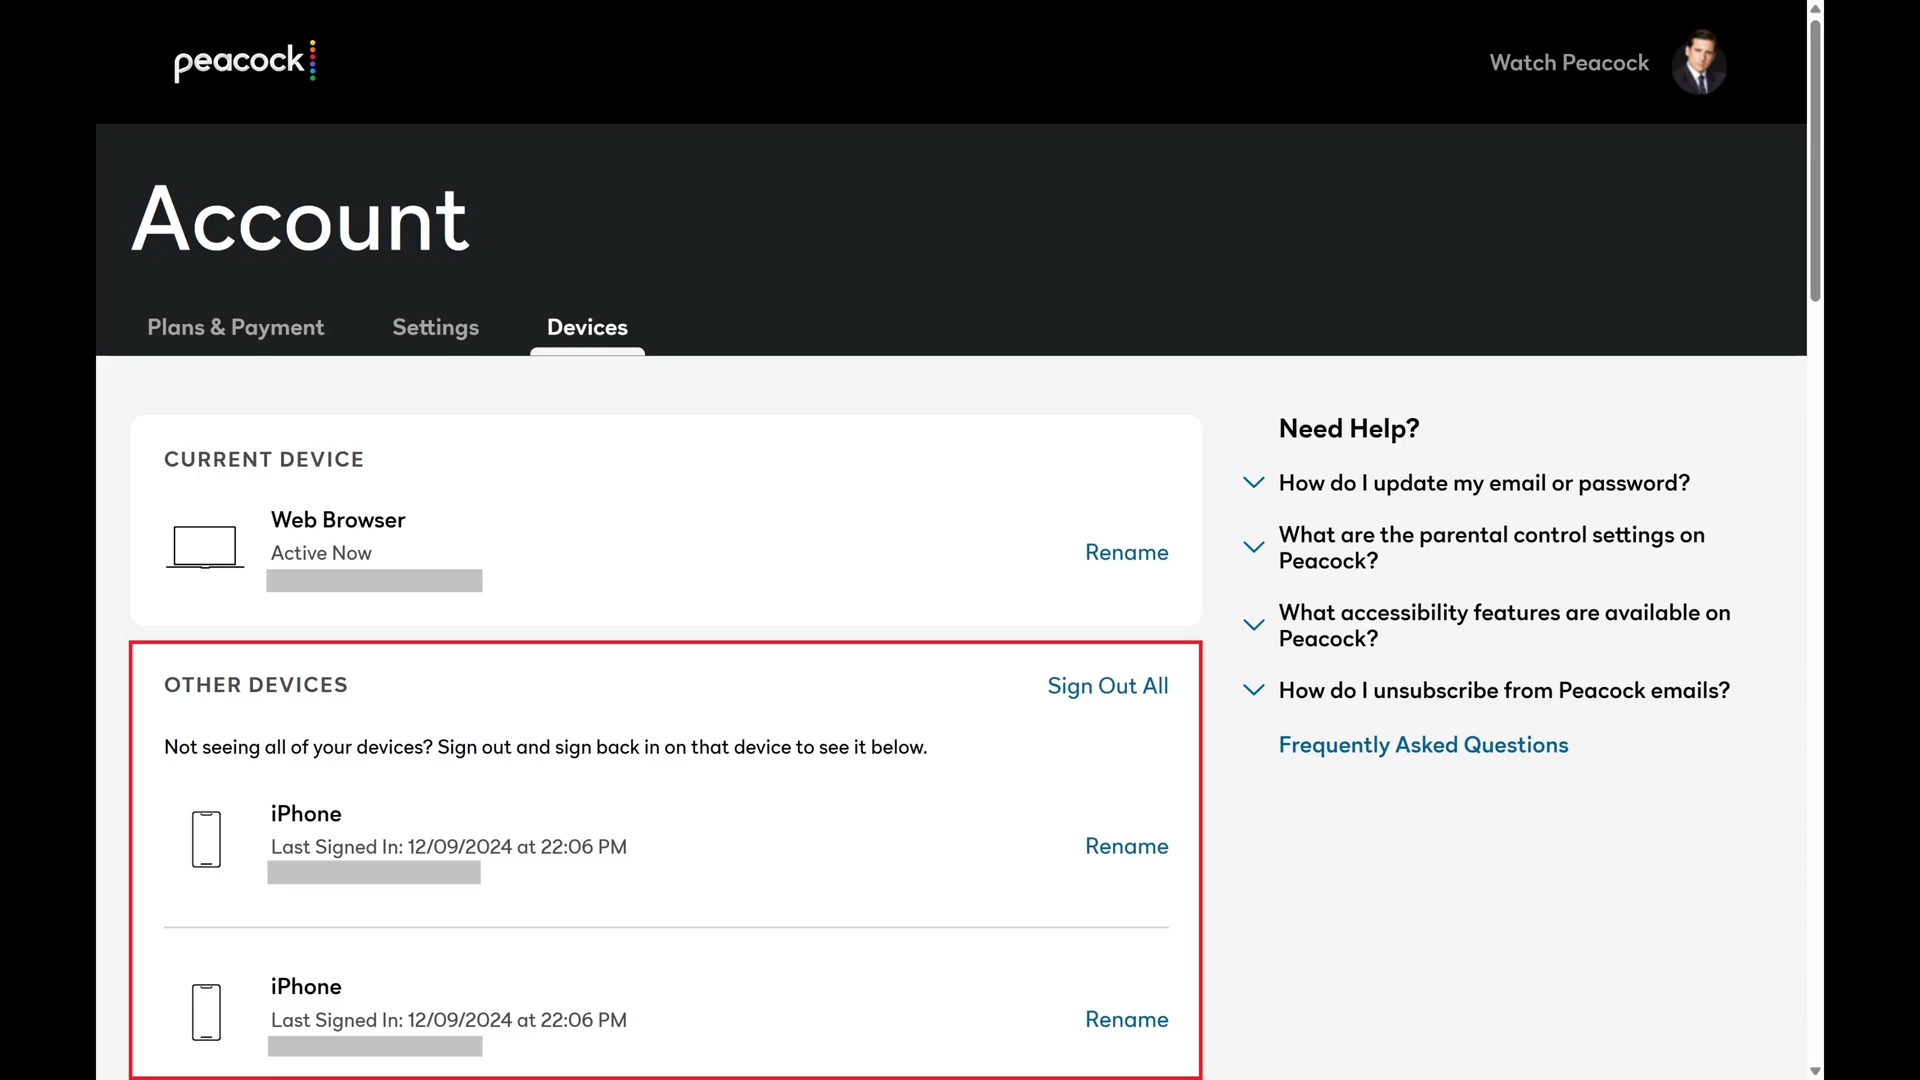 peacock
Watch Peacock
Account
Plans & Payment
Settings
Devices
CURRENT DEVICE
Web Browser
Active Now
Rename
OTHER DEVICES
Sign Out All
Not seeing all of your devices? Sign out and sign back in on that device to see it below.
iPhone
Last Signed In: 12/09/2024 at 22:06 PM
Rename
iPhone
Last Signed In: 12/09/2024 at 22:06 PM
Rename
Need Help?
How do I update my email or password?
What are the parental control settings on
Peacock?
What accessibility features are available on
Peacock?
How do I unsubscribe from Peacock emails?
Frequently Asked Questions